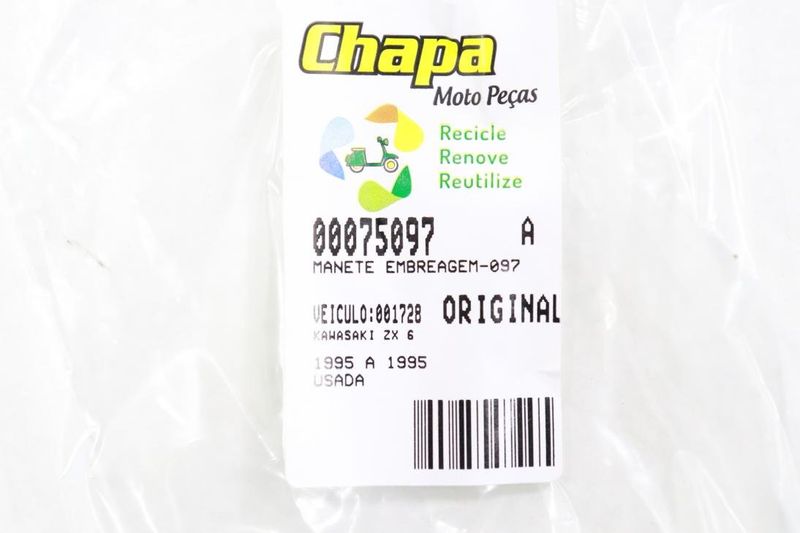 Chapa
Moto Peças
Recicle
Renove
Reutilize
00075097 A
MANETE EMBREAGEM-097
VEICULO:001728 ORIGINAL
KAWASAKI ZX 6
1995 A 1995
USADA